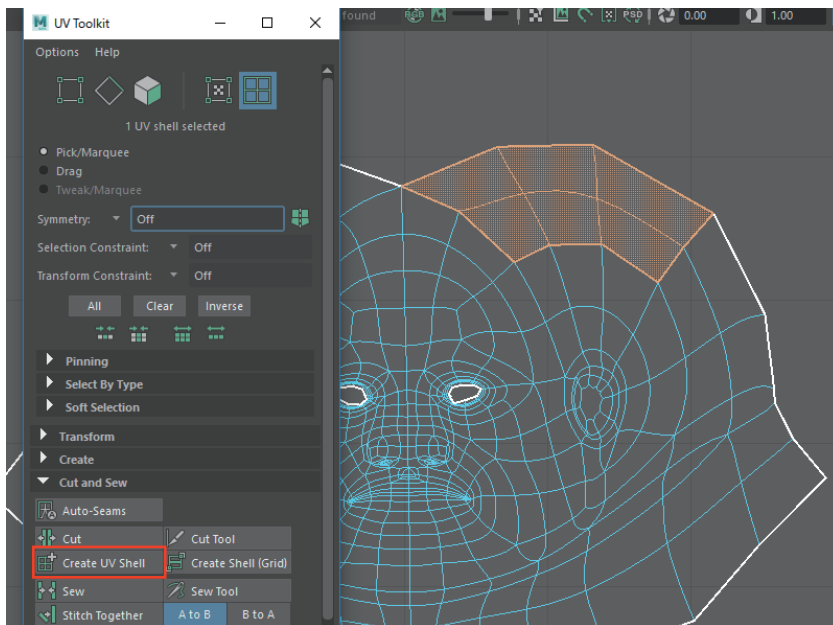 UV Toolkit
found
RGB
PSD
0.00
1.00
Options Help
1 UV shell selected
Pick/Marquee
Drag
Tweak/Marquee
Symmetry: Off
Selection Constraint: Off
Transform Constraint: Off
All Clear Inverse
Pinning
Select By Type
Soft Selection
Transform
Create
Cut and Sew
Auto-Seams
Cut Cut Tool
Create UV Shell Create Shell (Grid)
Sew Sew Tool
Stitch Together A to B B to A